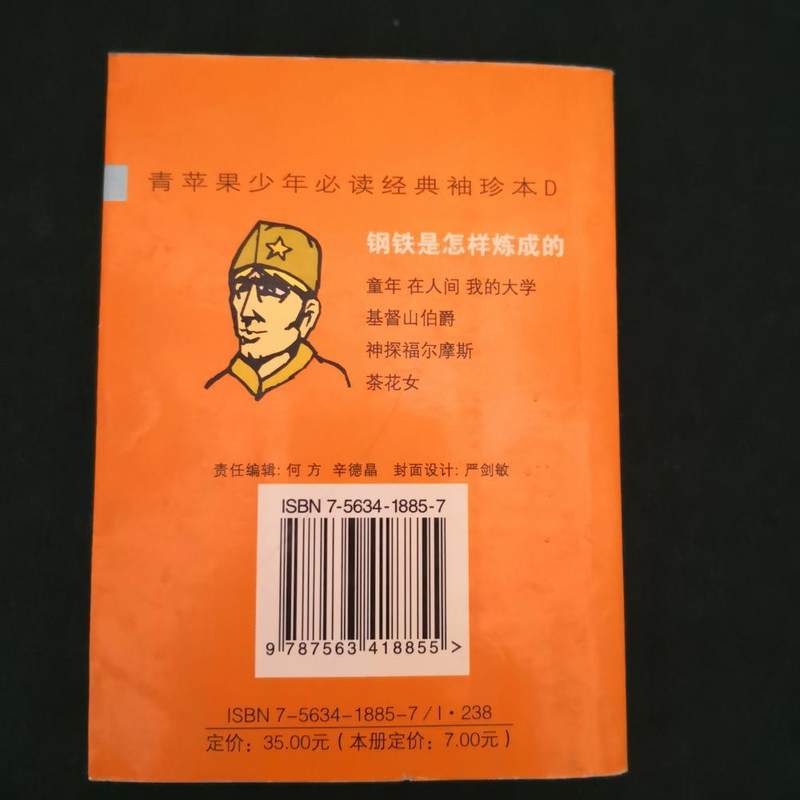 青苹果少年必读经典袖珍本D
钢铁是怎样炼成的
童年 在人间 我的大学
基督山伯爵
神探福尔摩斯
茶花女
责任编辑: 何 方 辛德晶 封面设计: 严剑敏
ISBN 7-5634-1885-7
9 787563 418855 >
ISBN 7-5634-1885-7/I·238
定价: 35.00元(本册定价: 7.00元)